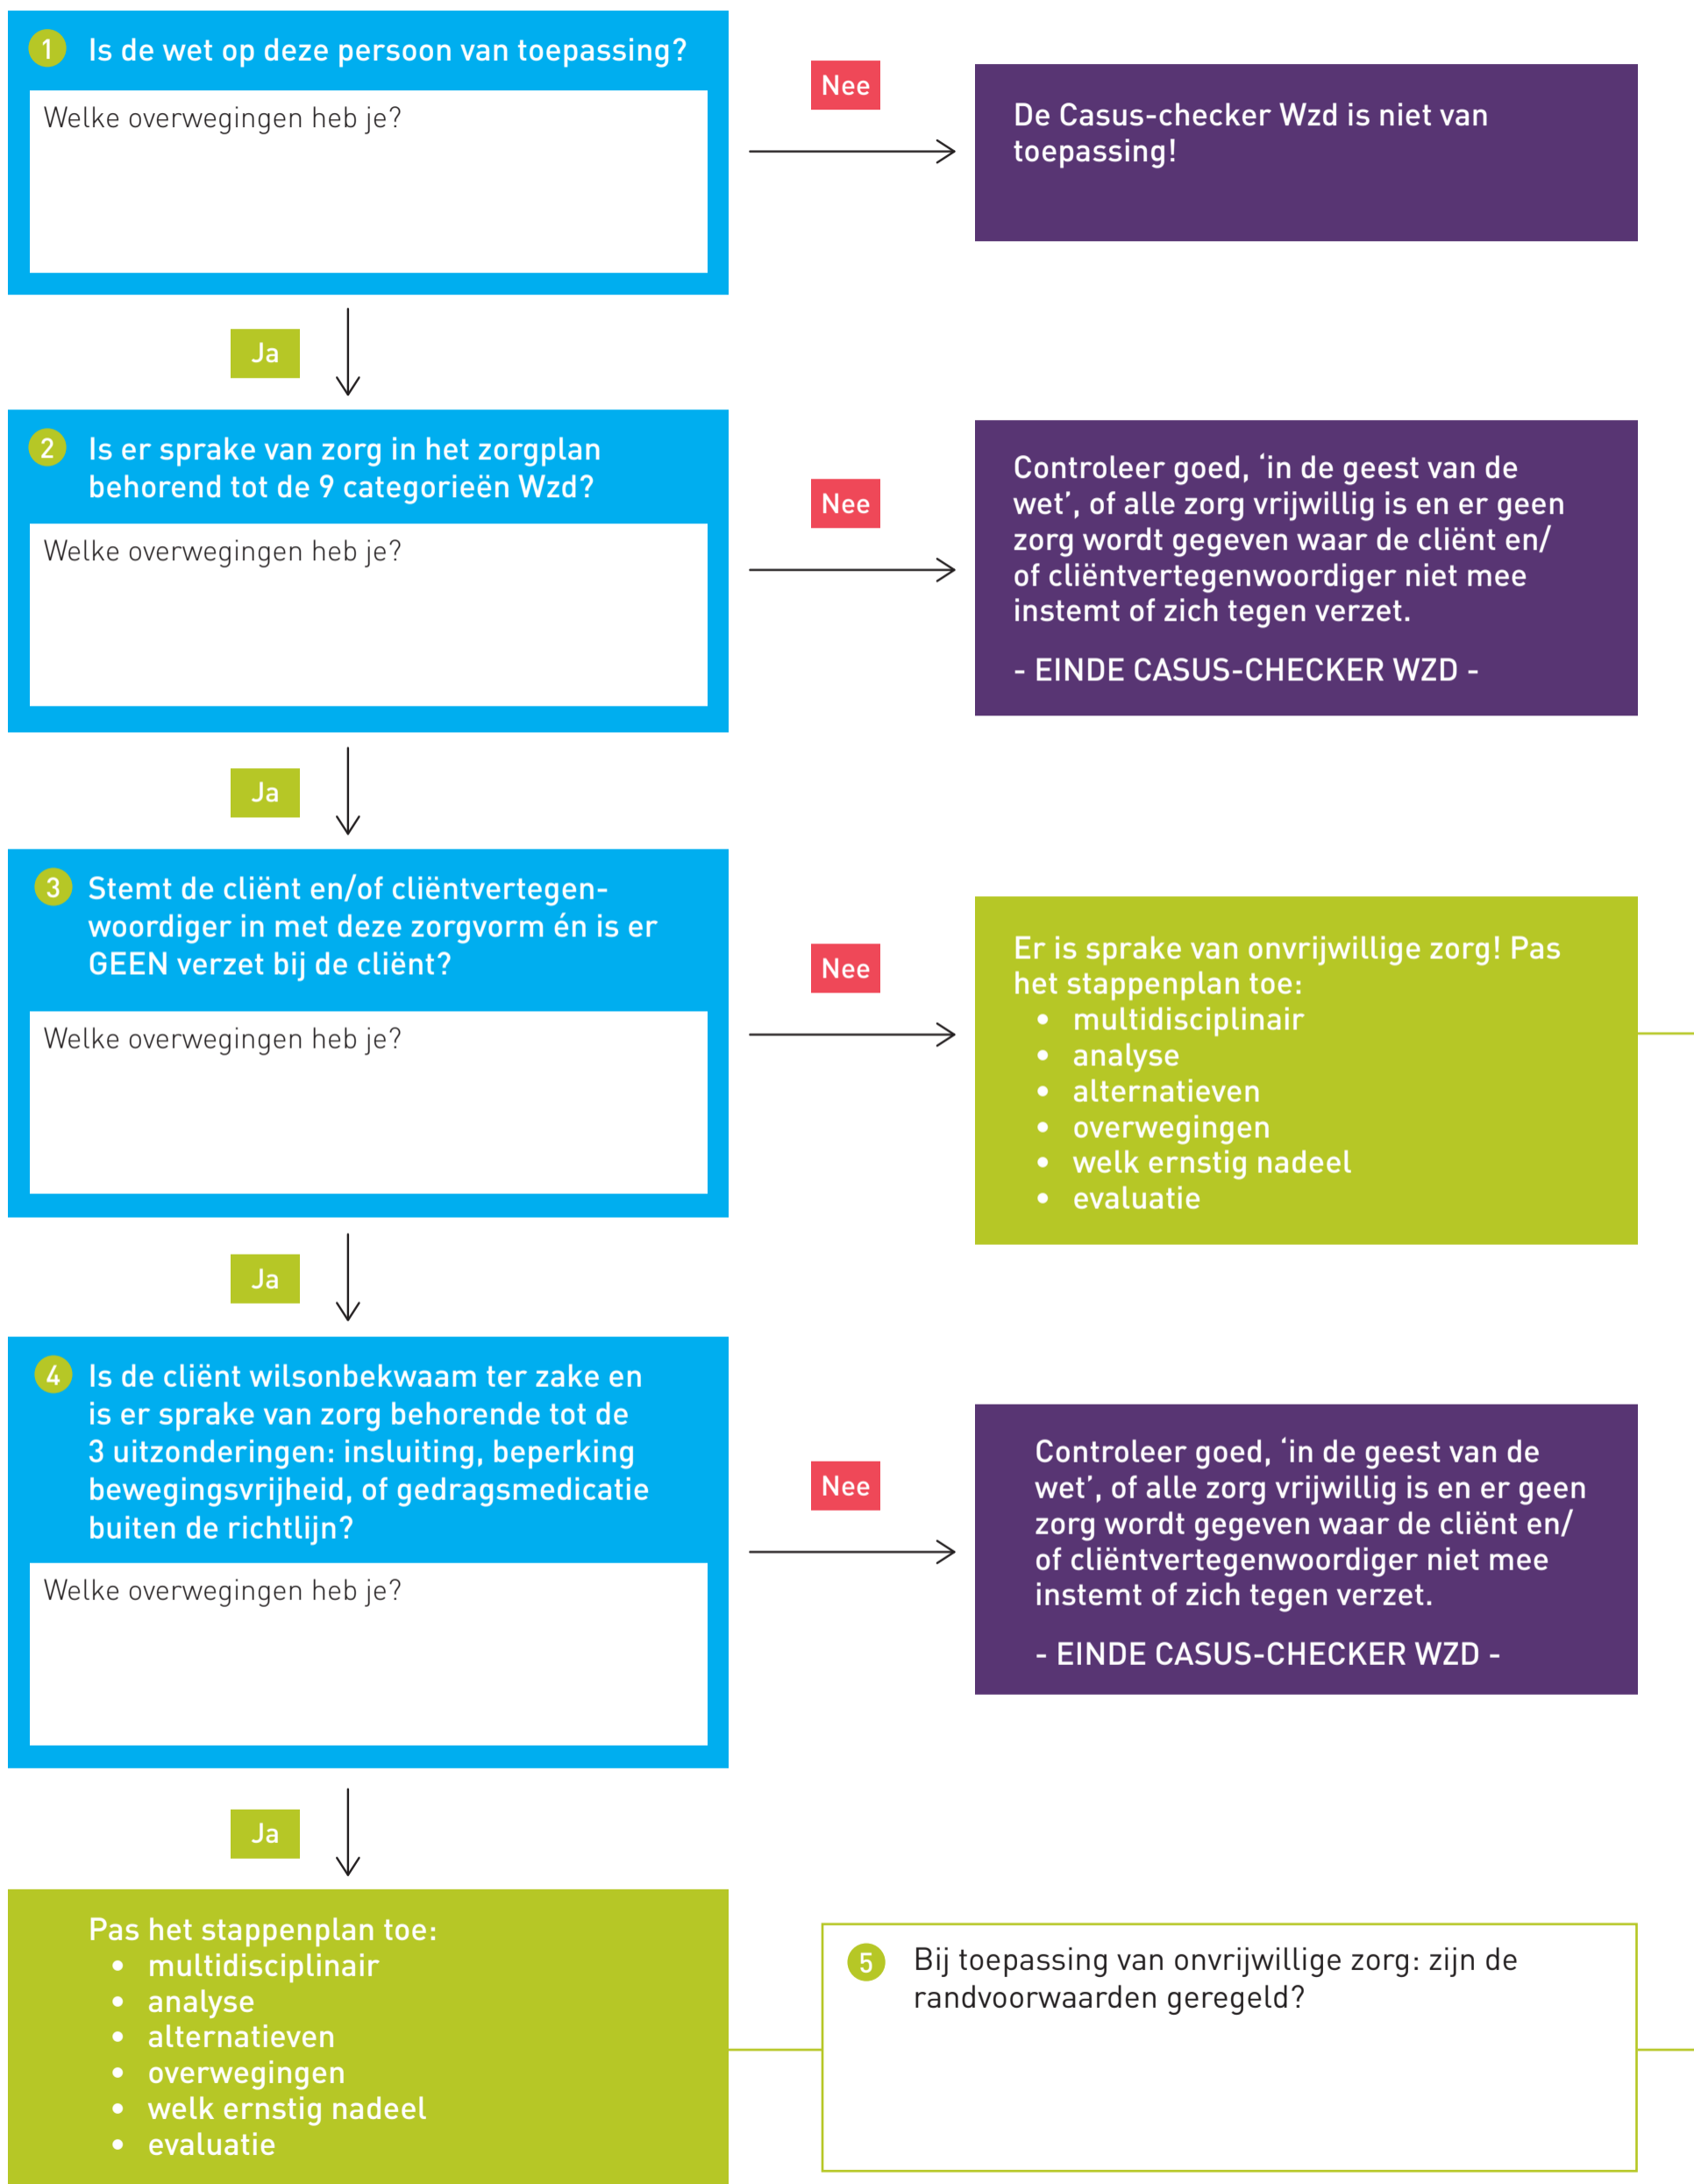 1 Is de wet op deze persoon van toepassing?
Welke overwegingen heb je?
Nee
De Casus-checker Wzd is niet van
toepassing!
Ja
2 Is er sprake van zorg in het zorgplan
behorend tot de 9 categorieën Wzd?
Welke overwegingen heb je?
Nee
Controleer goed, ‘in de geest van de
wet’, of alle zorg vrijwillig is en er geen
zorg wordt gegeven waar de cliënt en/
of cliëntvertegenwoordiger niet mee
instemt of zich tegen verzet.
- EINDE CASUS-CHECKER WZD -
Ja
3 Stemt de cliënt en/of cliëntvertegen-
woordiger in met deze zorgvorm én is er
GEEN verzet bij de cliënt?
Welke overwegingen heb je?
Nee
Er is sprake van onvrijwillige zorg! Pas
het stappenplan toe:
• multidisciplinair
• analyse
• alternatieven
• overwegingen
• welk ernstig nadeel
• evaluatie
Ja
4 Is de cliënt wilsonbekwaam ter zake en
is er sprake van zorg behorende tot de
3 uitzonderingen: insluiting, beperking
bewegingsvrijheid, of gedragsmedicatie
buiten de richtlijn?
Welke overwegingen heb je?
Nee
Controleer goed, ‘in de geest van de
wet’, of alle zorg vrijwillig is en er geen
zorg wordt gegeven waar de cliënt en/
of cliëntvertegenwoordiger niet mee
instemt of zich tegen verzet.
- EINDE CASUS-CHECKER WZD -
Ja
Pas het stappenplan toe:
• multidisciplinair
• analyse
• alternatieven
• overwegingen
• welk ernstig nadeel
• evaluatie
5 Bij toepassing van onvrijwillige zorg: zijn de
randvoorwaarden geregeld?